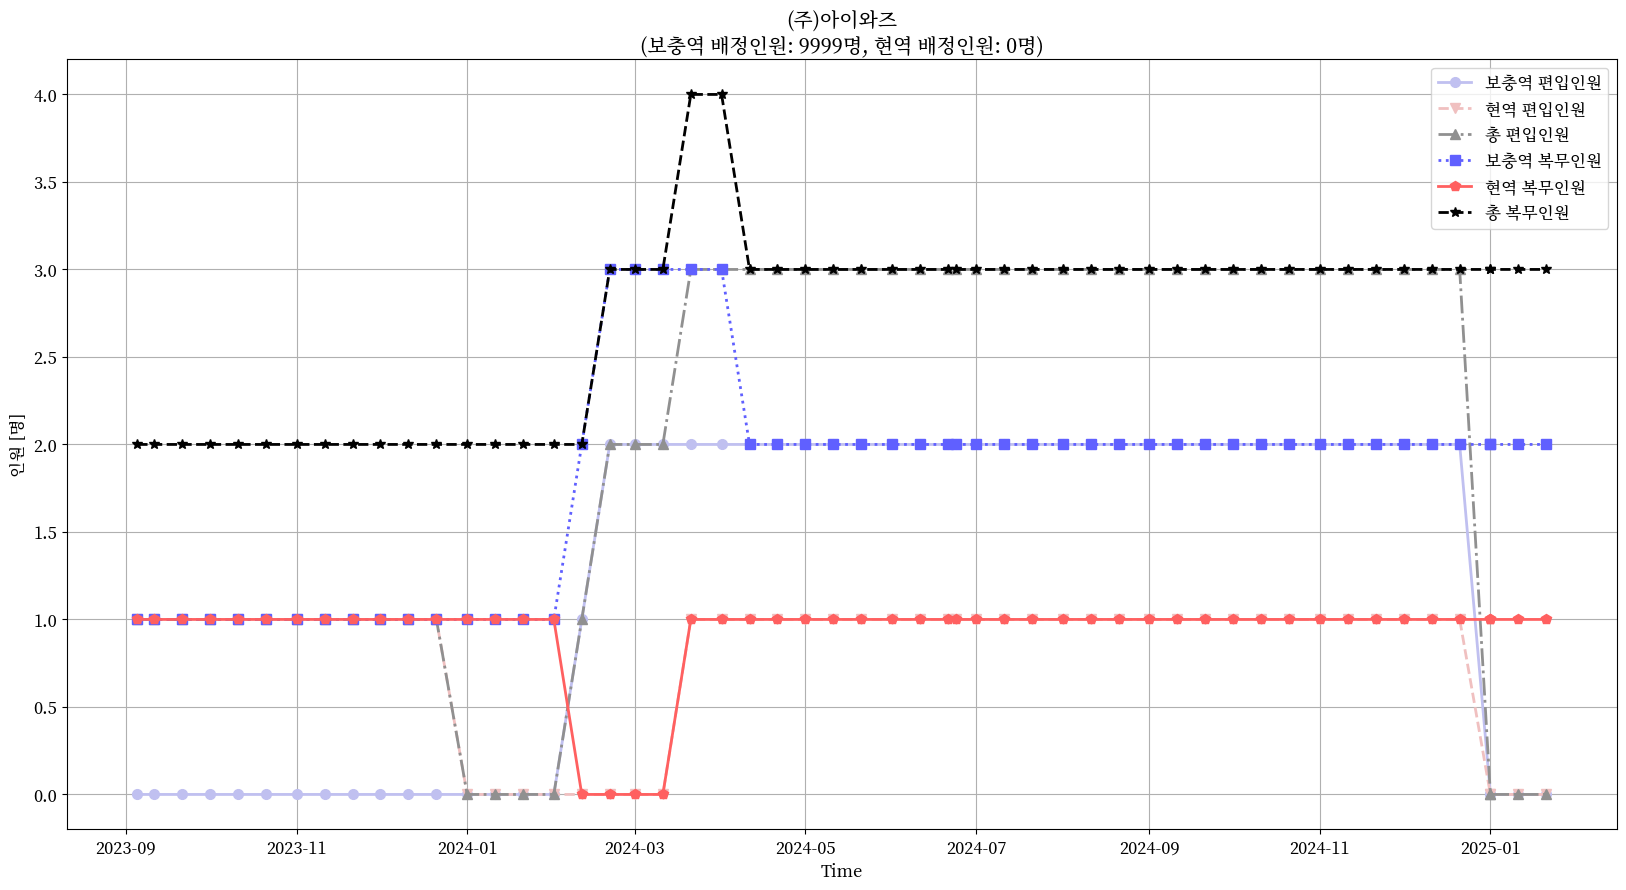 (주)아이와즈
(보충역 배정인원: 9999명, 현역 배정인원: 0명)
보충역 편입인원
현역 편입인원
총 편입인원
보충역 복무인원
현역 복무인원
총 복무인원
인원 [명]
4.0
3.5
3.0
2.5
2.0
1.5
1.0
0.5
0.0
2023-09 2023-11 2024-01 2024-03 2024-05 2024-07 2024-09 2024-11 2025-01
Time